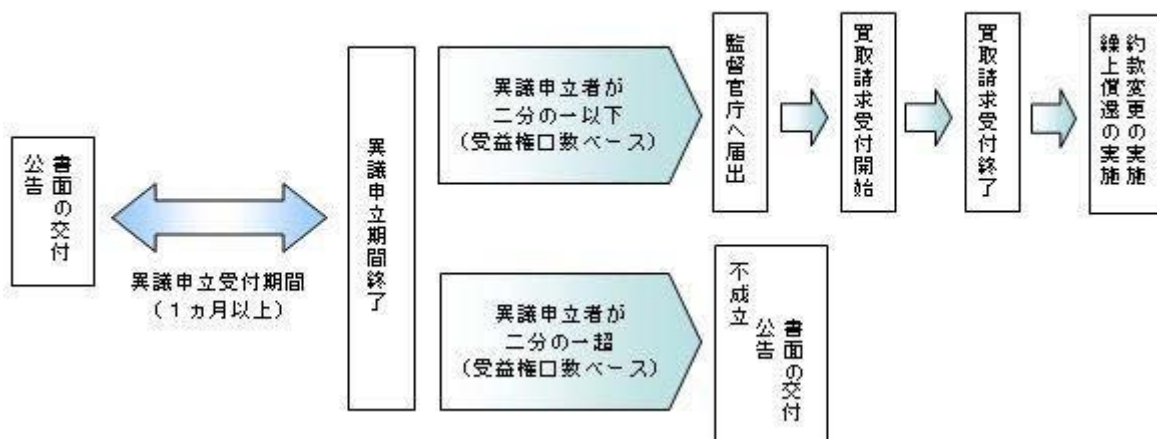 書面の交付
公告
異議申立受付期間
(1カ月以上)
異議申立期間終了
異議申立者が
二分の一以下
(受益権口数ベース)
監督官庁へ届出
買取請求受付開始
買取請求受付終了
約款変更の実施
繰上償還の実施
異議申立者が
二分の一超
(受益権口数ベース)
不成立
書面の交付
公告